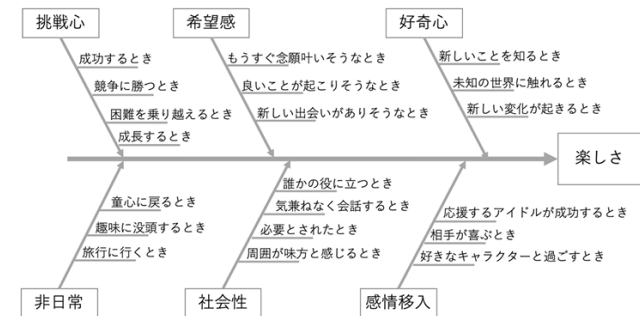 挑戦心
希望感
好奇心
成功するとき
競争に勝つとき
困難を乗り越えるとき
成長するとき
もうすぐ念願叶いそうなとき
良いことが起こりそうなとき
新しい出会いがありそうなとき
新しいことを知るとき
未知の世界に触れるとき
新しい変化が起きるとき
楽しさ
童心に戻るとき
趣味に没頭するとき
旅行に行くとき
誰かの役に立つとき
気兼ねなく会話するとき
必要とされたとき
周囲が味方と感じるとき
応援するアイドルが成功するとき
相手が喜ぶとき
好きなキャラクターと過ごすとき
非日常
社会性
感情移入